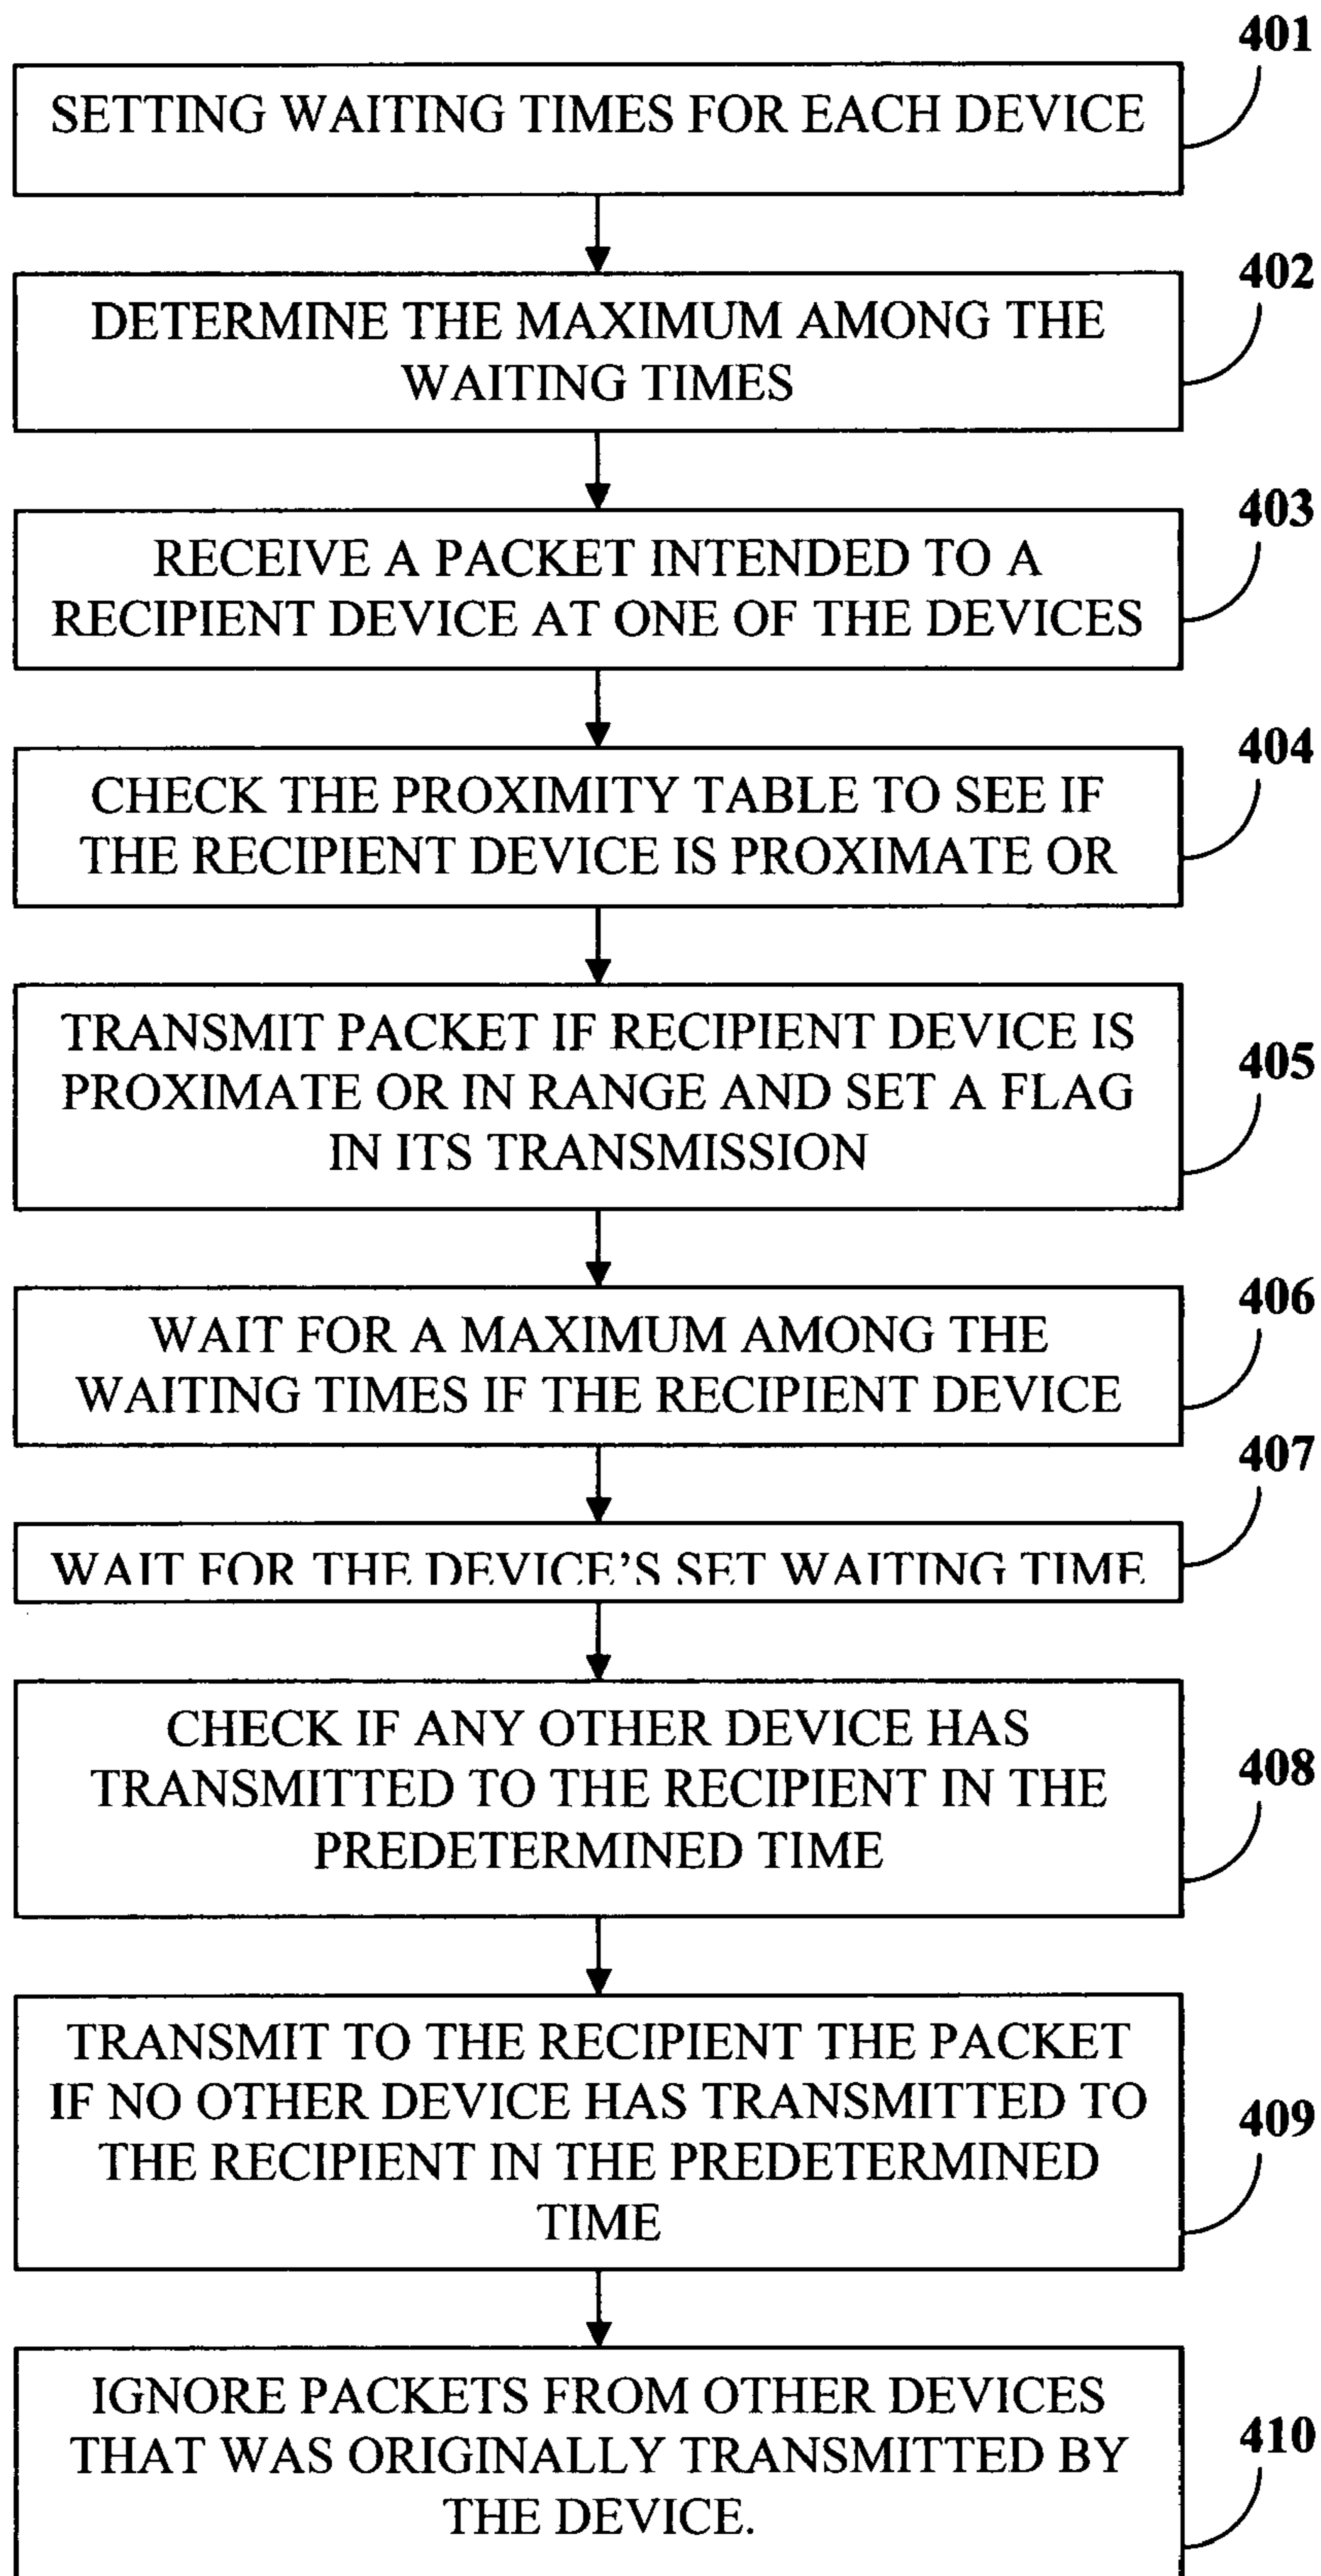 401
SETTING WAITING TIMES FOR EACH DEVICE
402
DETERMINE THE MAXIMUM AMONG THE
WAITING TIMES
403
RECEIVE A PACKET INTENDED TO A
RECIPIENT DEVICE AT ONE OF THE DEVICES
404
CHECK THE PROXIMITY TABLE TO SEE IF
THE RECIPIENT DEVICE IS PROXIMATE OR
405
TRANSMIT PACKET IF RECIPIENT DEVICE IS
PROXIMATE OR IN RANGE AND SET A FLAG
IN ITS TRANSMISSION
406
WAIT FOR A MAXIMUM AMONG THE
WAITING TIMES IF THE RECIPIENT DEVICE
407
WAIT FOR THE DEVICE'S SET WAITING TIME
408
CHECK IF ANY OTHER DEVICE HAS
TRANSMITTED TO THE RECIPIENT IN THE
PREDETERMINED TIME
409
TRANSMIT TO THE RECIPIENT THE PACKET
IF NO OTHER DEVICE HAS TRANSMITTED TO
THE RECIPIENT IN THE PREDETERMINED
TIME
410
IGNORE PACKETS FROM OTHER DEVICES
THAT WAS ORIGINALLY TRANSMITTED BY
THE DEVICE.